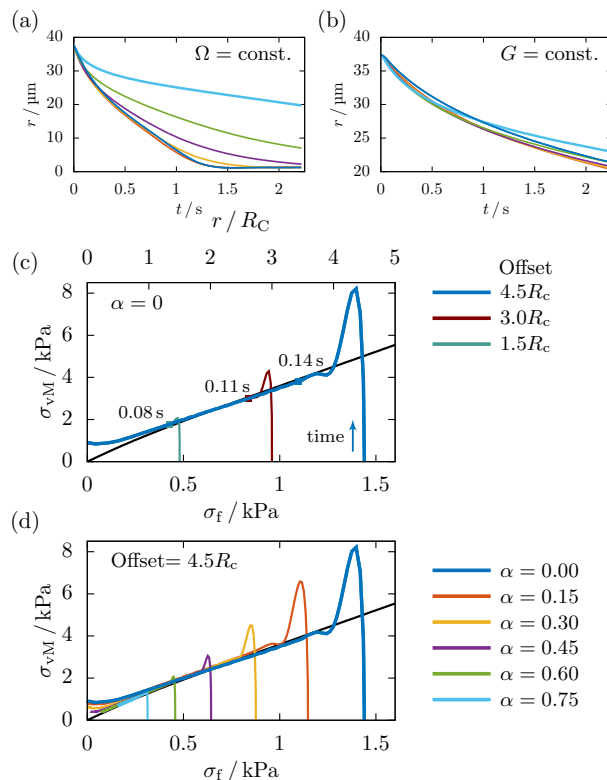 (a)
(b)
40
30
20
10
0
r / µm
Ω = const.
0 0.5 1 1.5 2
t / s
40
35
30
25
20
r / µm
G = const.
0 0.5 1 1.5 2
t / s
r / R_C
0 1 2 3 4 5
(c)
8
6
4
2
0
σ_vM / kPa
α = 0
0.08 s
0.11 s
0.14 s
time
0 0.5 1 1.5
σ_f / kPa
Offset
4.5R_c
3.0R_c
1.5R_c
(d)
8
6
4
2
0
σ_vM / kPa
Offset= 4.5R_c
0 0.5 1 1.5
σ_f / kPa
α = 0.00
α = 0.15
α = 0.30
α = 0.45
α = 0.60
α = 0.75